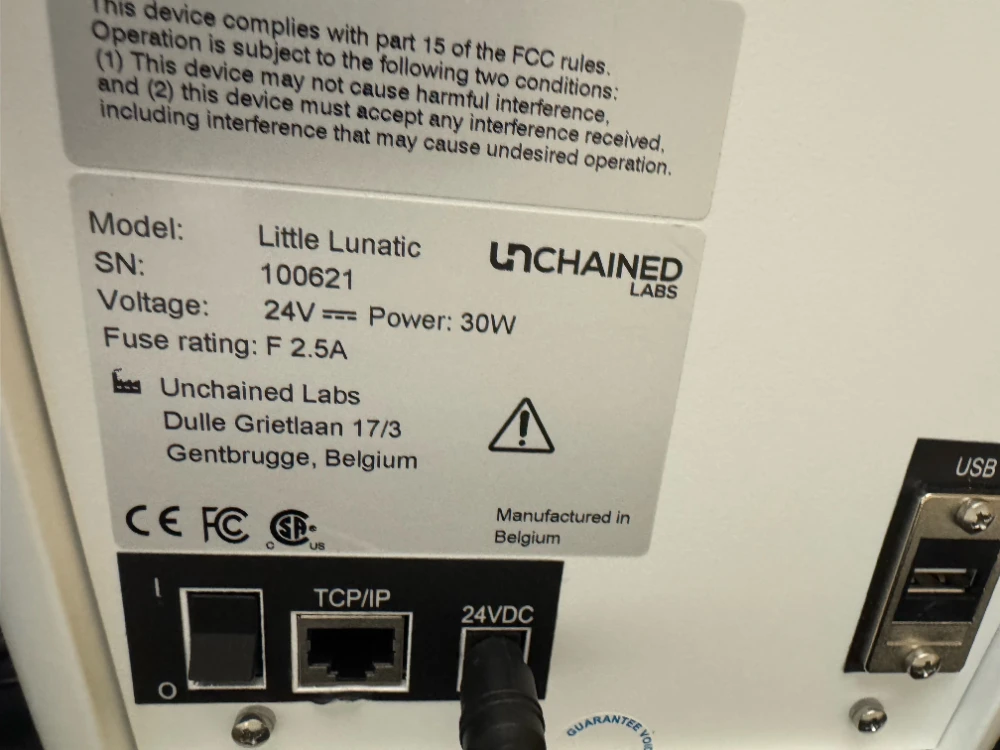 This device complies with part 15 of the FCC rules.
Operation is subject to the following two conditions:
(1) This device may not cause harmful interference,
and (2) this device must accept any interference received,
including interference that may cause undesired operation.
Model: Little Lunatic
SN: 100621
Voltage: 24V Power: 30W
Fuse rating: F 2.5A
UNCHAINED
LABS
Unchained Labs
Dulle Grietlaan 17/3
Gentbrugge, Belgium
CE FC C SA US
Manufactured in
Belgium
I
O
TCP/IP
24VDC
USB
GUARANTEE